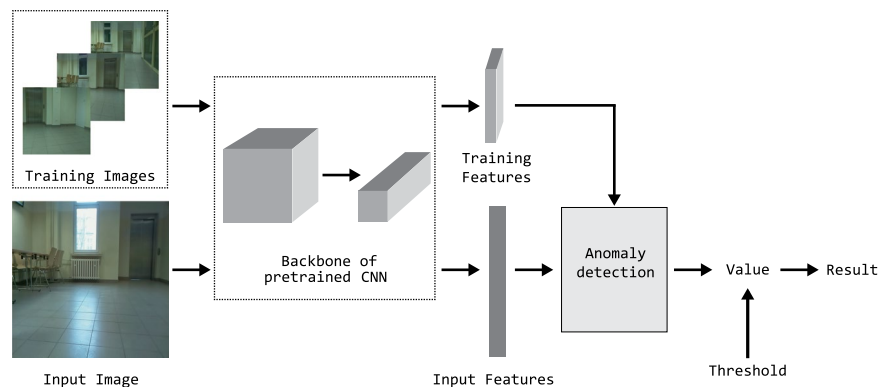 Training Images
Input Image
Backbone of
pretrained CNN
Training
Features
Input Features
Anomaly
detection
Value
Result
Threshold